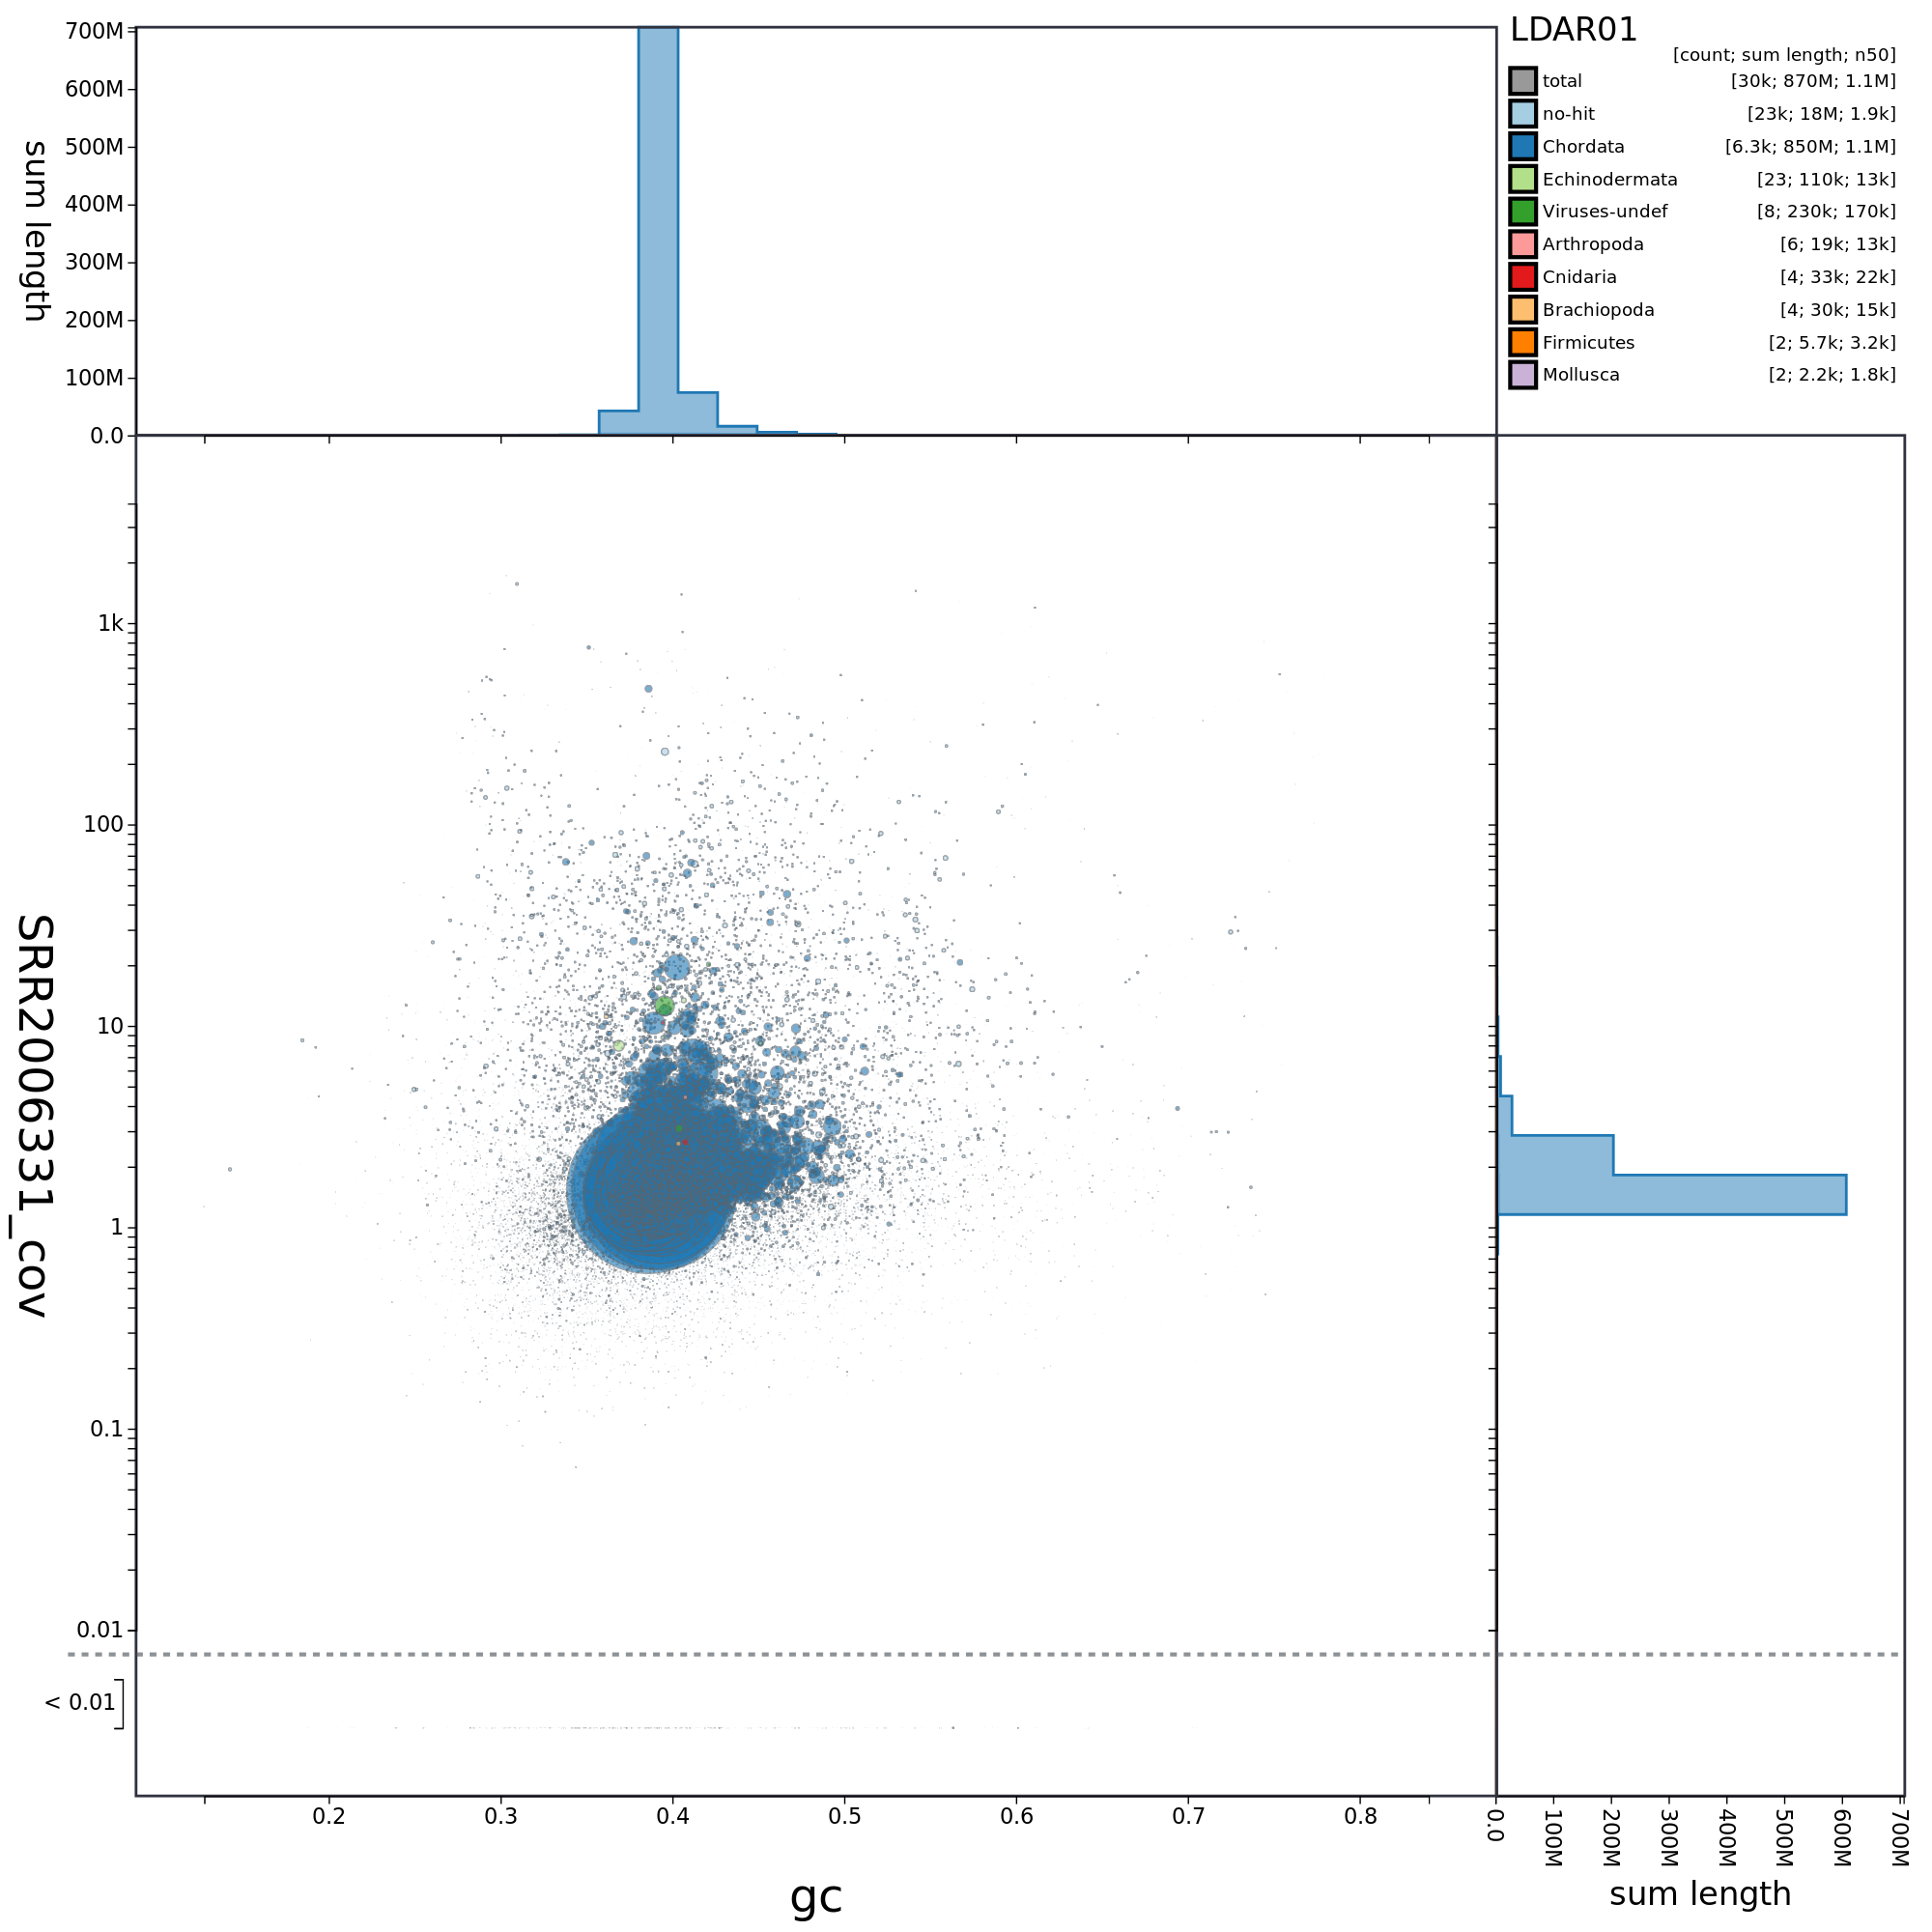 LDAR01
[count; sum length; n50]
total [30k; 870M; 1.1M]
no-hit [23k; 18M; 1.9k]
Chordata [6.3k; 850M; 1.1M]
Echinodermata [23; 110k; 13k]
Viruses-undef [8; 230k; 170k]
Arthropoda [6; 19k; 13k]
Cnidaria [4; 33k; 22k]
Brachiopoda [4; 30k; 15k]
Firmicutes [2; 5.7k; 3.2k]
Mollusca [2; 2.2k; 1.8k]
sum length
700M
600M
500M
400M
300M
200M
100M
0.0
SRR2006331_cov
1k
100
10
1
0.1
0.01
< 0.01
0.2 0.3 0.4 0.5 0.6 0.7 0.8
gc
0.0 100M 200M 300M 400M 500M 600M 700M
sum length